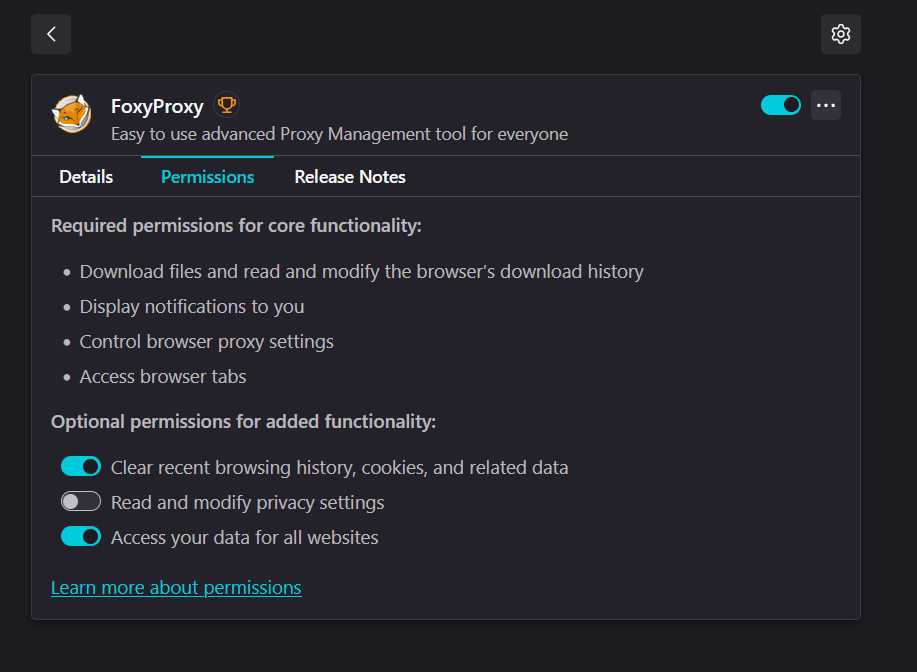 FoxyProxy
Easy to use advanced Proxy Management tool for everyone
Details
Permissions
Release Notes
Required permissions for core functionality:
Download files and read and modify the browser’s download history
Display notifications to you
Control browser proxy settings
Access browser tabs
Optional permissions for added functionality:
Clear recent browsing history, cookies, and related data
Read and modify privacy settings
Access your data for all websites
Learn more about permissions